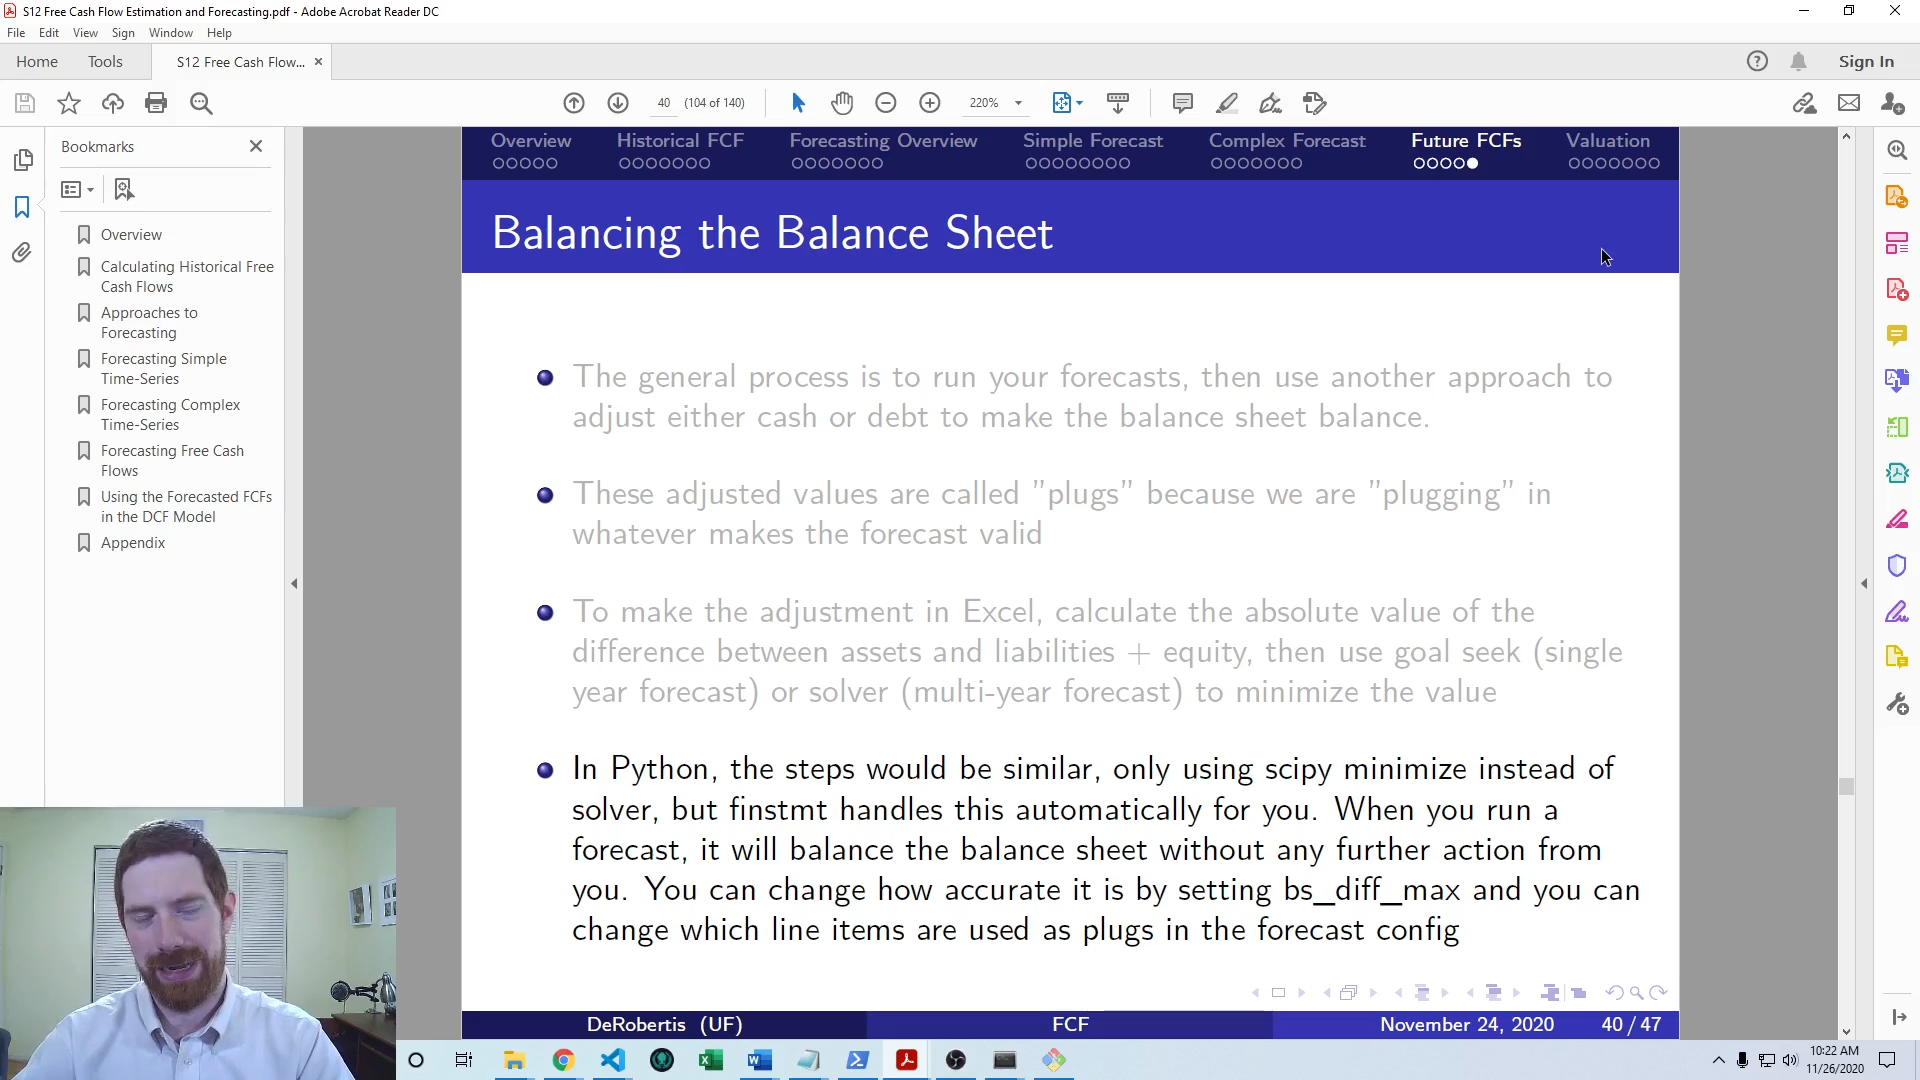 S12 Free Cash Flow Estimation and Forecasting.pdf - Adobe Acrobat Reader DC
File Edit View Sign Window Help
Home Tools S12 Free Cash Flow... Sign In
40 (104 of 140) 220%
Bookmarks
Overview
Calculating Historical Free
Cash Flows
Approaches to
Forecasting
Forecasting Simple
Time-Series
Forecasting Complex
Time-Series
Forecasting Free Cash
Flows
Using the Forecasted FCFs
in the DCF Model
Appendix
Overview Historical FCF Forecasting Overview Simple Forecast Complex Forecast Future FCFs Valuation
Balancing the Balance Sheet
The general process is to run your forecasts, then use another approach to
adjust either cash or debt to make the balance sheet balance.
These adjusted values are called ”plugs” because we are ”plugging” in
whatever makes the forecast valid
To make the adjustment in Excel, calculate the absolute value of the
difference between assets and liabilities + equity, then use goal seek (single
year forecast) or solver (multi-year forecast) to minimize the value
In Python, the steps would be similar, only using scipy minimize instead of
solver, but finstmt handles this automatically for you. When you run a
forecast, it will balance the balance sheet without any further action from
you. You can change how accurate it is by setting bs_diff_max and you can
change which line items are used as plugs in the forecast config
DeRobertis (UF) FCF November 24, 2020 40 / 47
10:22 AM
11/26/2020